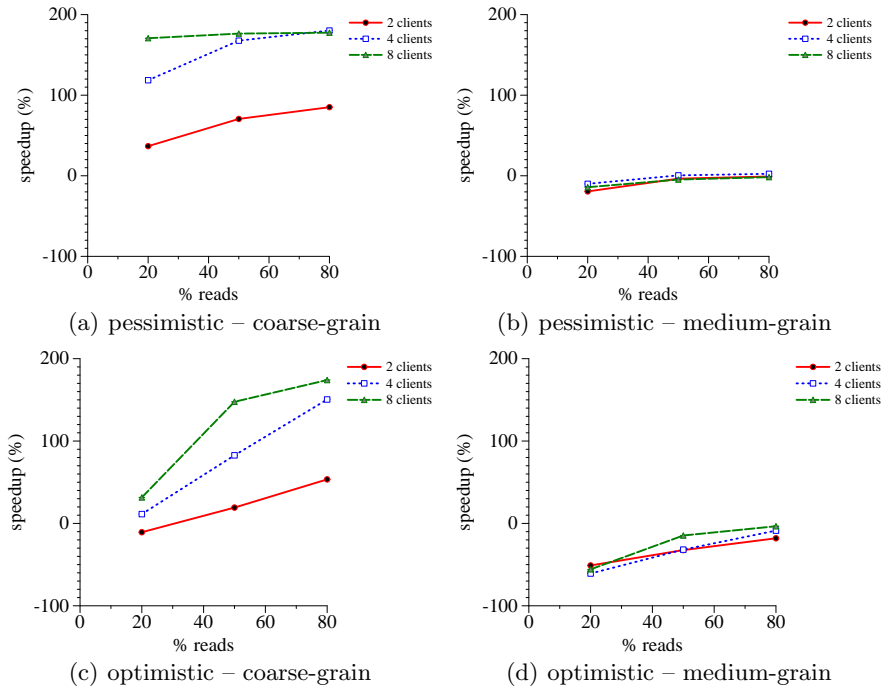 200
100
0
-100
0
20
40
60
80
speedup (%)
% reads
2 clients
4 clients
8 clients
(a) pessimistic – coarse-grain
200
100
0
-100
0
20
40
60
80
speedup (%)
% reads
2 clients
4 clients
8 clients
(b) pessimistic – medium-grain
200
100
0
-100
0
20
40
60
80
speedup (%)
% reads
2 clients
4 clients
8 clients
(c) optimistic – coarse-grain
200
100
0
-100
0
20
40
60
80
speedup (%)
% reads
2 clients
4 clients
8 clients
(d) optimistic – medium-grain